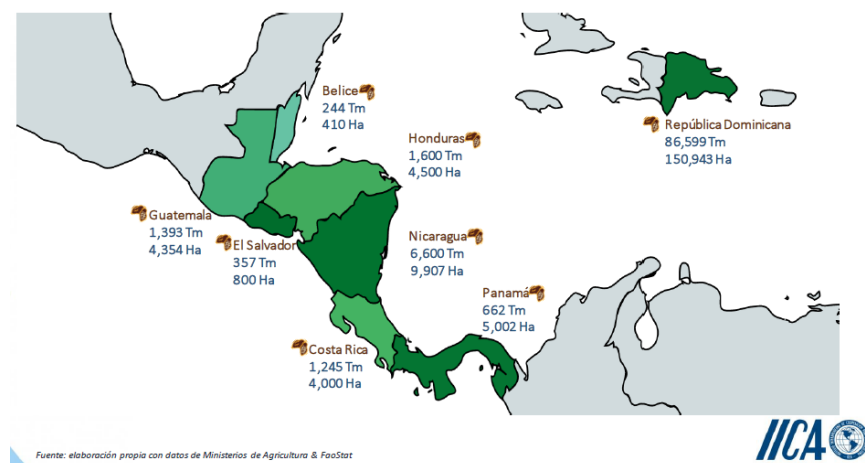 Belice
244 Tm
410 Ha
Honduras
1,600 Tm
4,500 Ha
República Dominicana
86,599 Tm
150,943 Ha
Guatemala
1,393 Tm
4,354 Ha
El Salvador
357 Tm
800 Ha
Nicaragua
6,600 Tm
9,907 Ha
Panamá
662 Tm
5,002 Ha
Costa Rica
1,245 Tm
4,000 Ha
IICA
Fuente: elaboración propia con datos de Ministerios de Agricultura & FaoStat